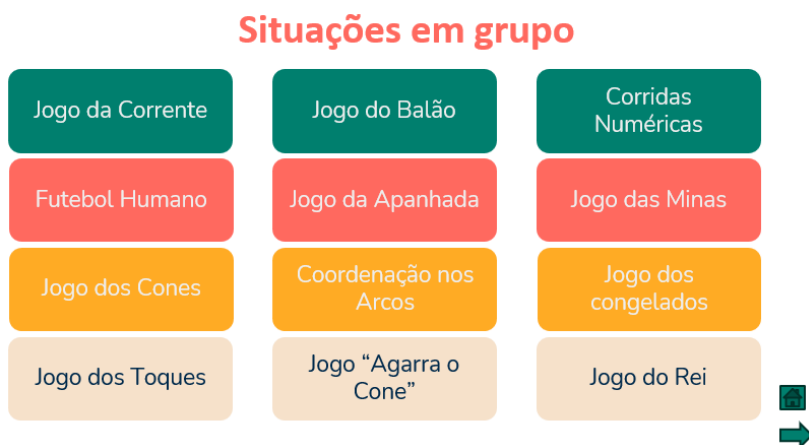 Situações em grupo
Jogo da Corrente
Jogo do Balão
Corridas
Numéricas
Futebol Humano
Jogo da Apanhada
Jogo das Minas
Jogo dos Cones
Coordenação nos
Arcos
Jogo dos
congelados
Jogo dos Toques
Jogo “Agarra o
Cone”
Jogo do Rei